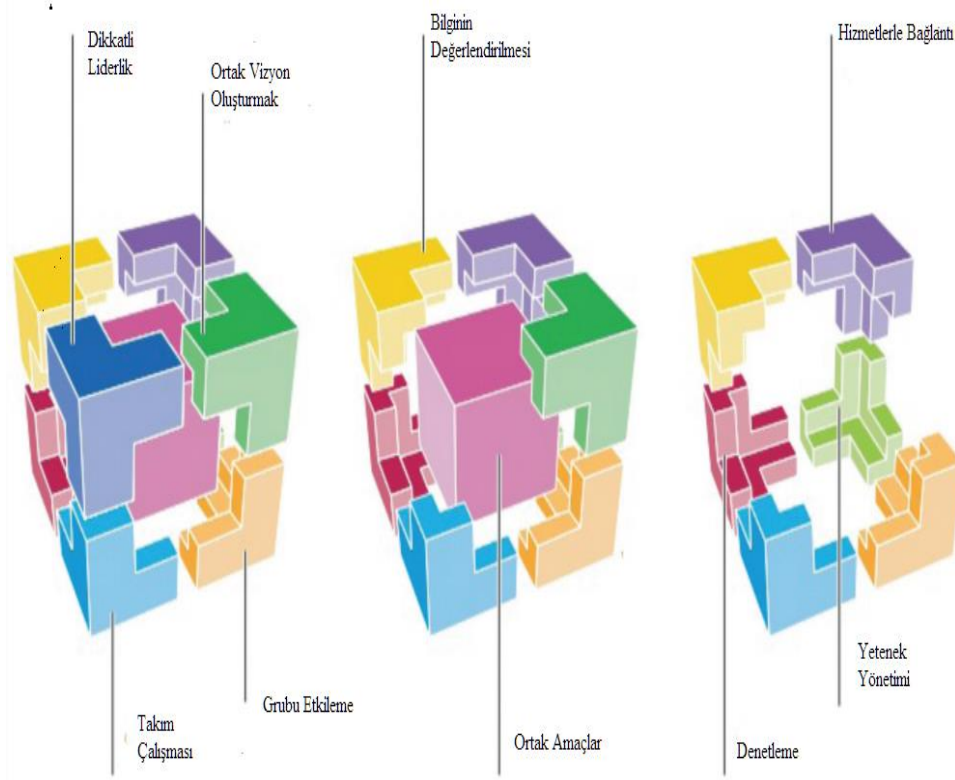 Dikkatli
Liderlik
Ortak Vizyon
Oluşturmak
Bilginin
Değerlendirilmesi
Hizmetlerle Bağlantı
Takım
Çalışması
Grubu Etkileme
Ortak Amaçlar
Denetleme
Yetenek
Yönetimi